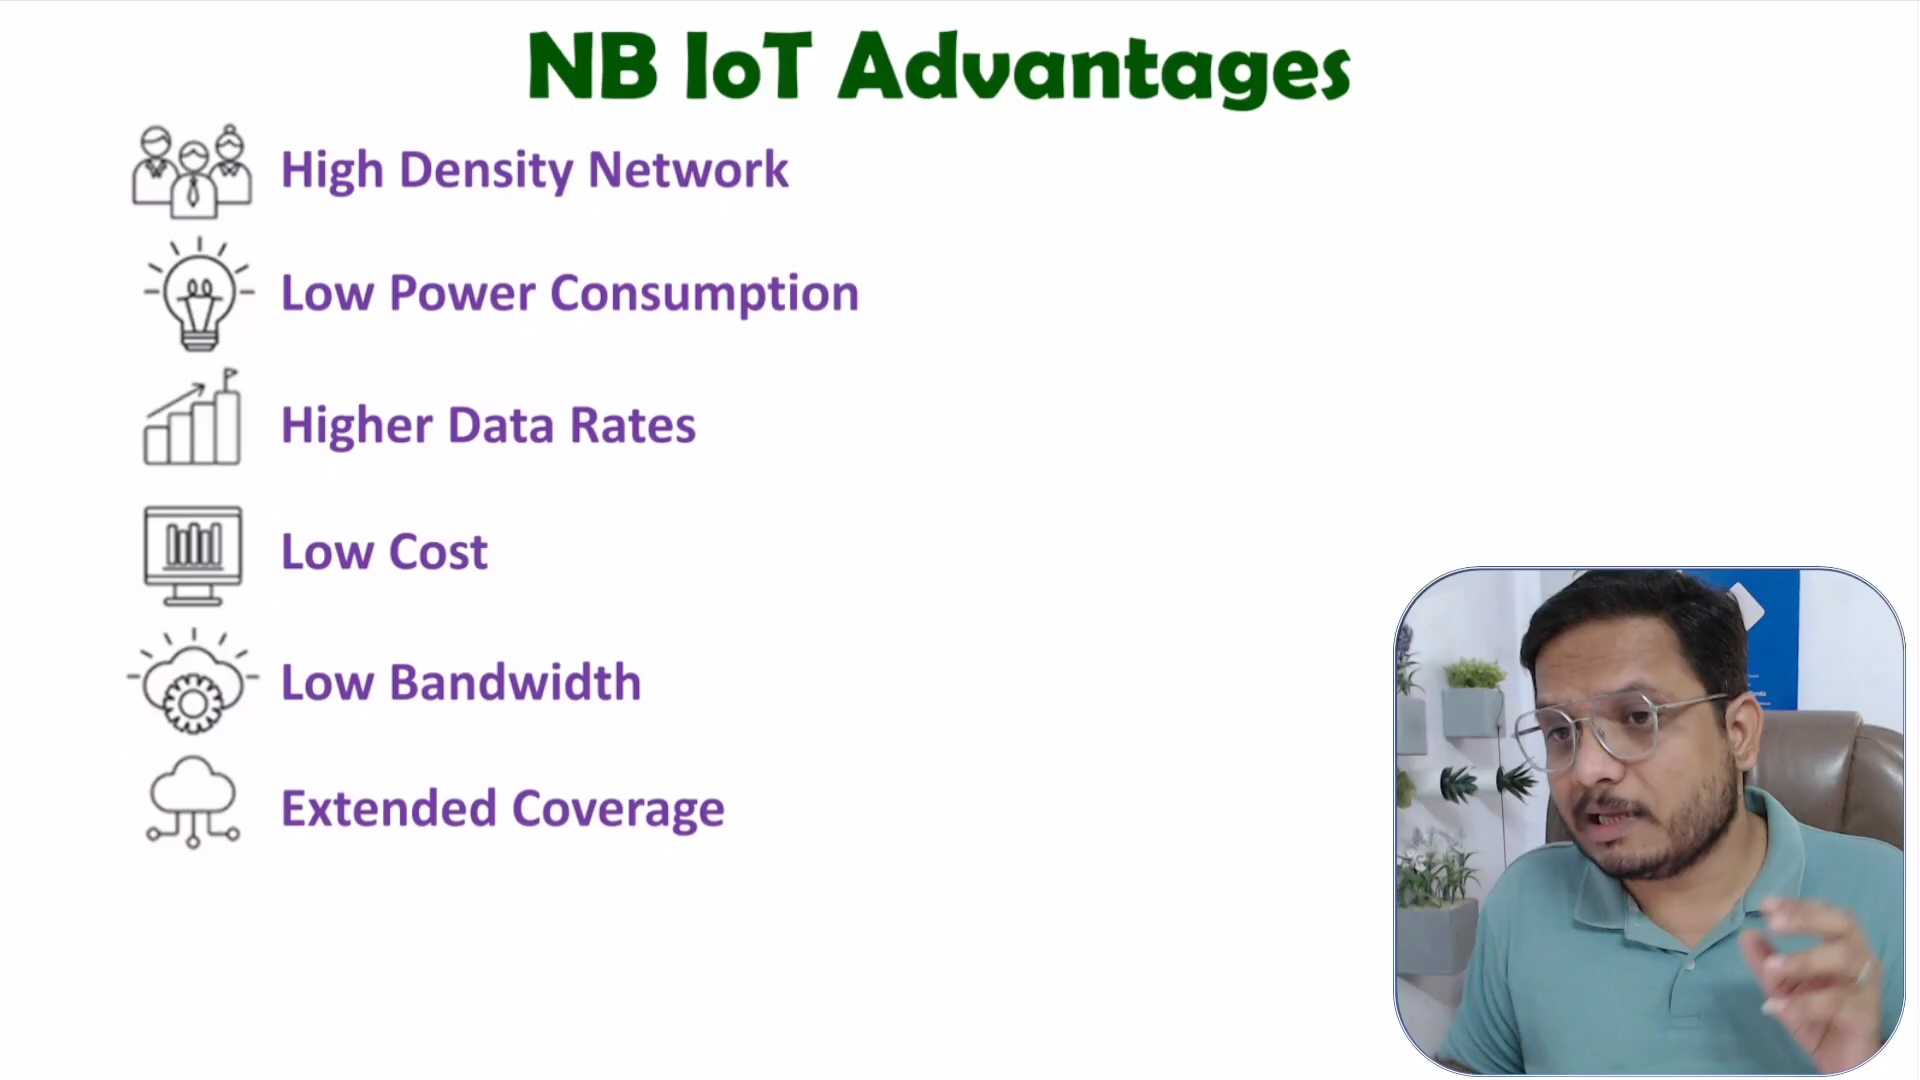 NB IoT Advantages
High Density Network
Low Power Consumption
Higher Data Rates
Low Cost
Low Bandwidth
Extended Coverage